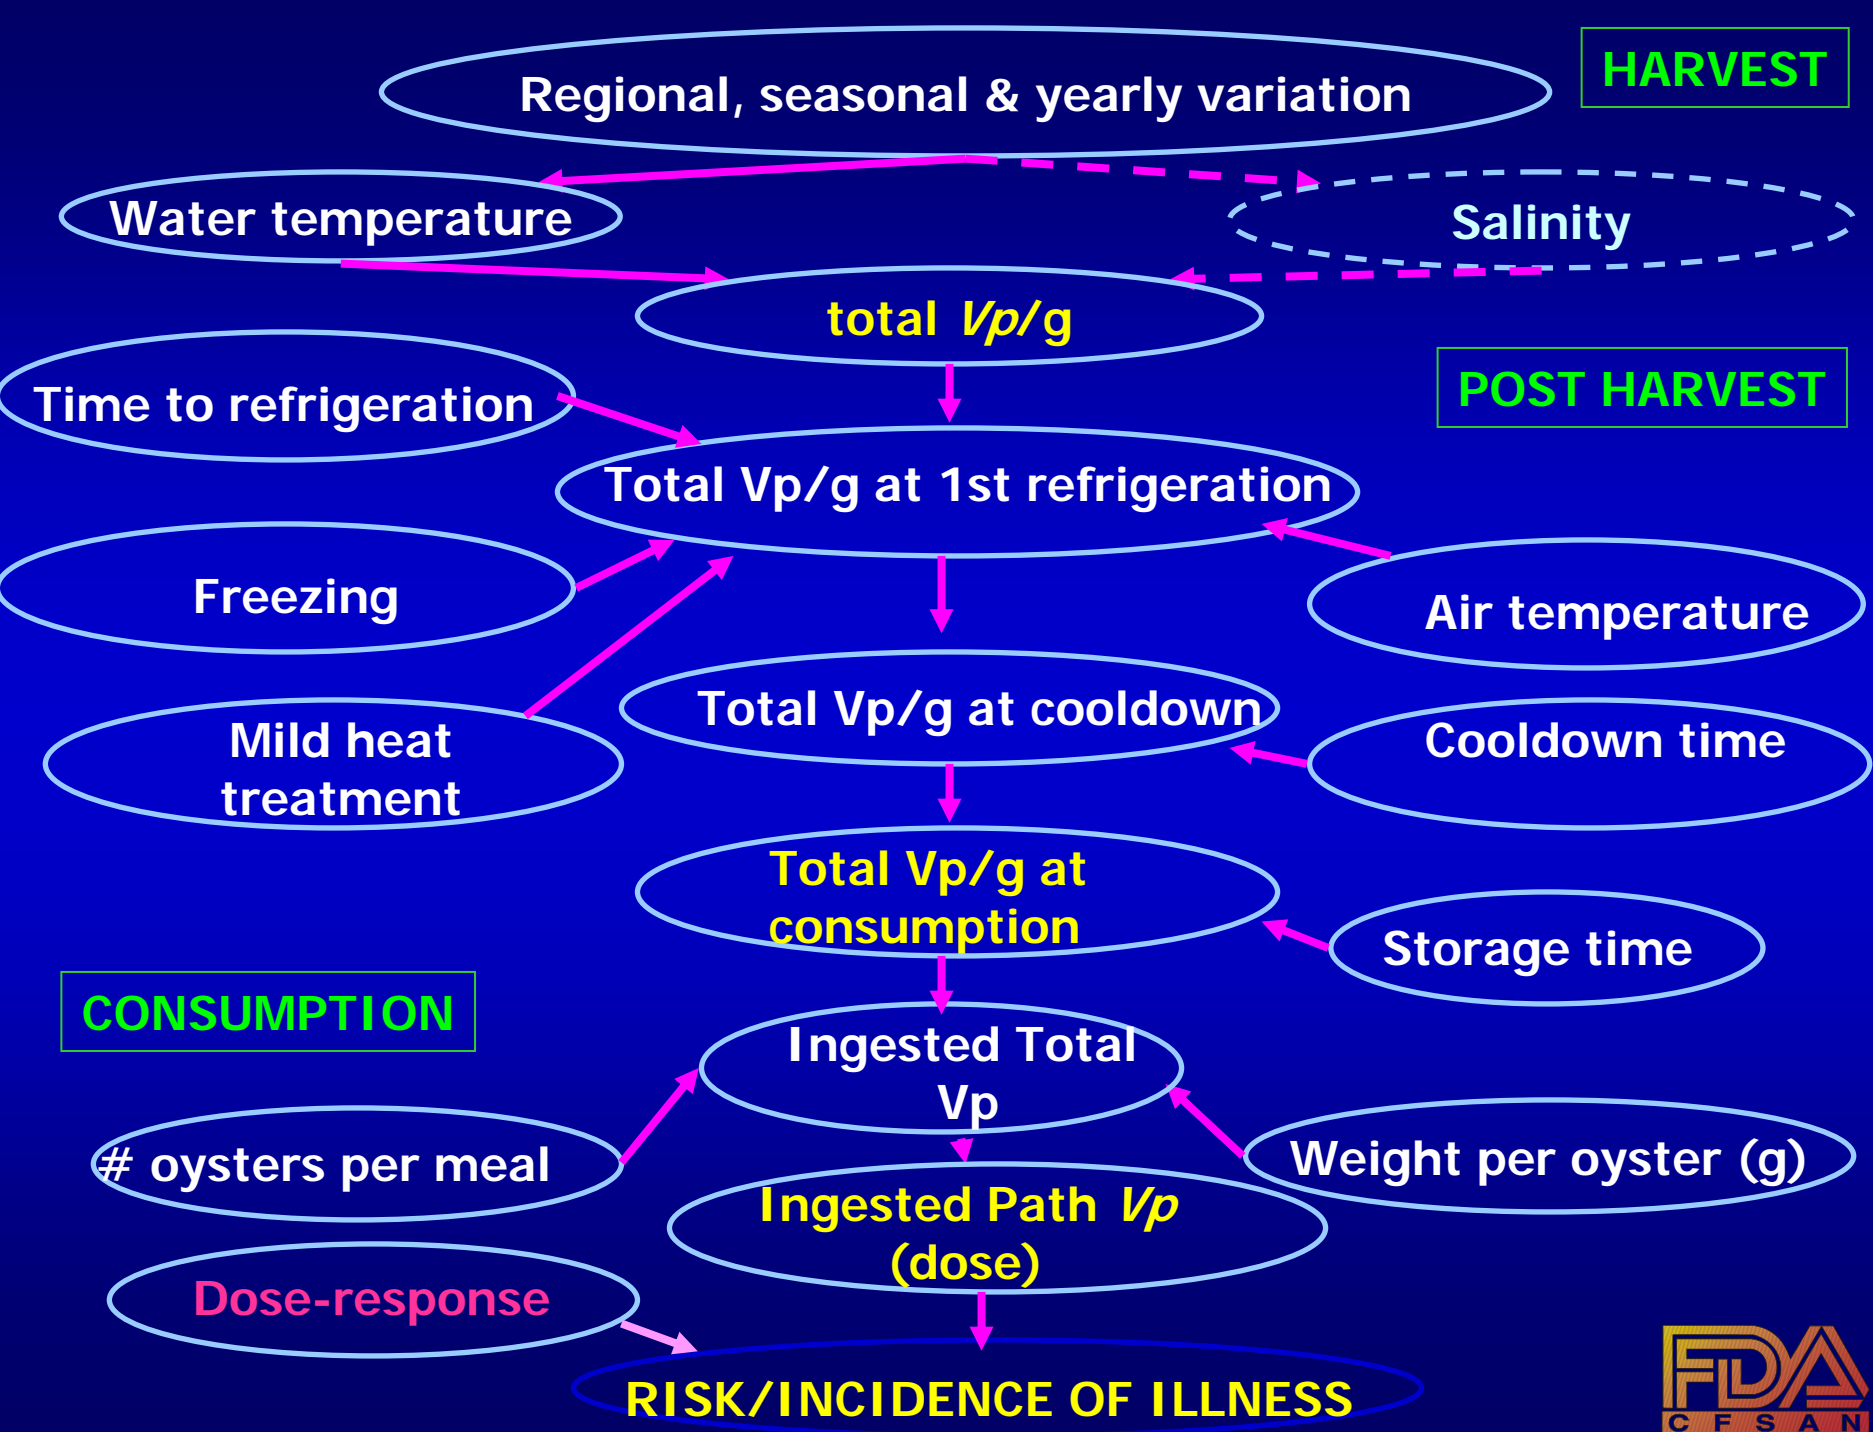 HARVEST
Regional, seasonal & yearly variation
Water temperature
Salinity
total Vp/g
POST HARVEST
Time to refrigeration
Total Vp/g at 1st refrigeration
Freezing
Air temperature
Total Vp/g at cooldown
Mild heat
treatment
Cooldown time
Total Vp/g at
consumption
Storage time
CONSUMPTION
Ingested Total
Vp
# oysters per meal
Weight per oyster (g)
Ingested Path Vp
(dose)
Dose-response
RISK/INCIDENCE OF ILLNESS
FDA
CFSAN